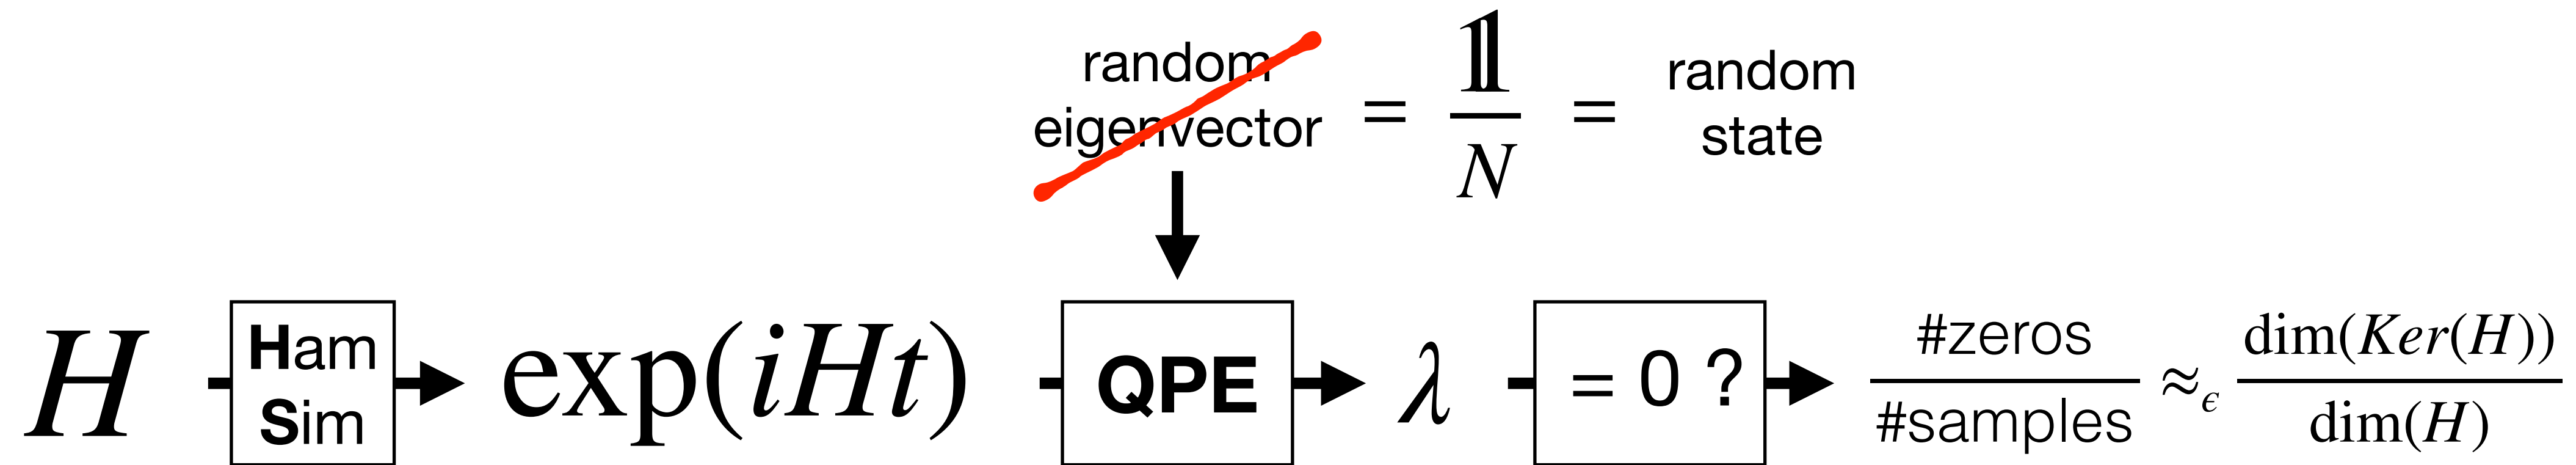 random
eigenvector = 𝟙/N = random state
H
Ham
Sim
exp(iHt)
QPE
λ
= 0 ?
#zeros/#samples ≈ϵ dim(Ker(H))/dim(H)